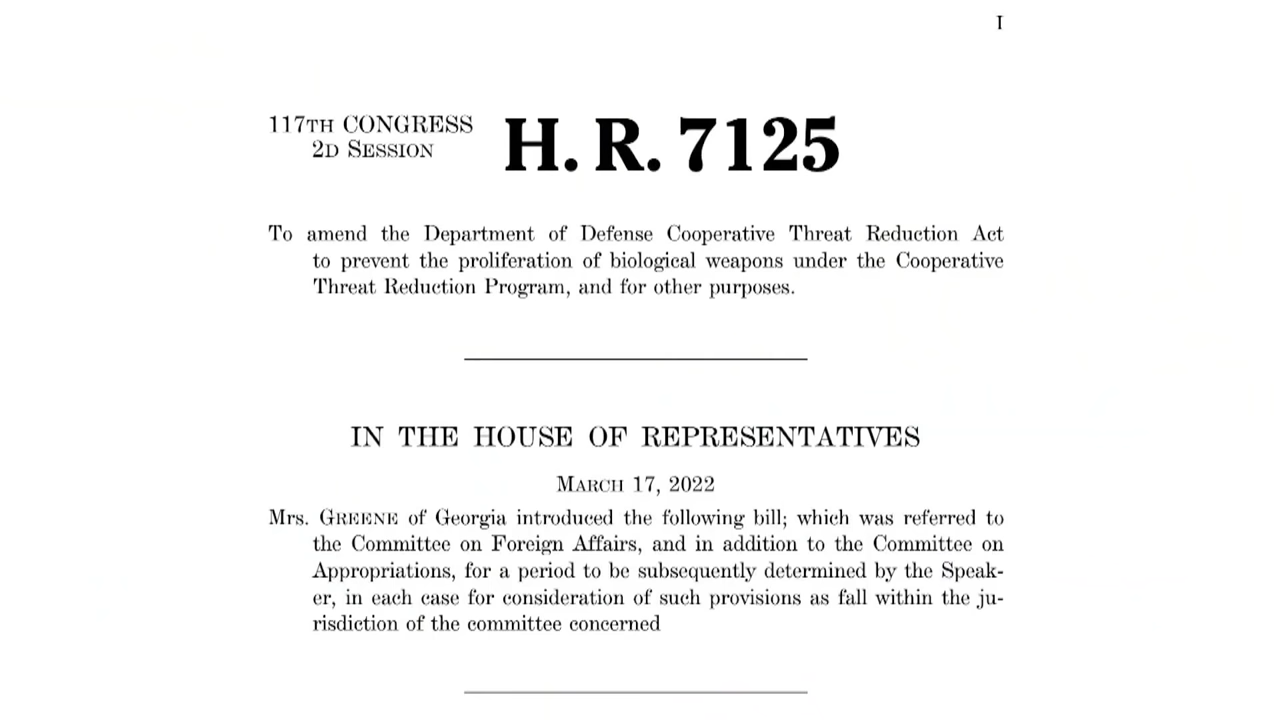 I
117TH CONGRESS
2D SESSION
H. R. 7125
To amend the Department of Defense Cooperative Threat Reduction Act
to prevent the proliferation of biological weapons under the Cooperative
Threat Reduction Program, and for other purposes.
IN THE HOUSE OF REPRESENTATIVES
MARCH 17, 2022
Mrs. GREENE of Georgia introduced the following bill; which was referred to
the Committee on Foreign Affairs, and in addition to the Committee on
Appropriations, for a period to be subsequently determined by the Speak-
er, in each case for consideration of such provisions as fall within the ju-
risdiction of the committee concerned